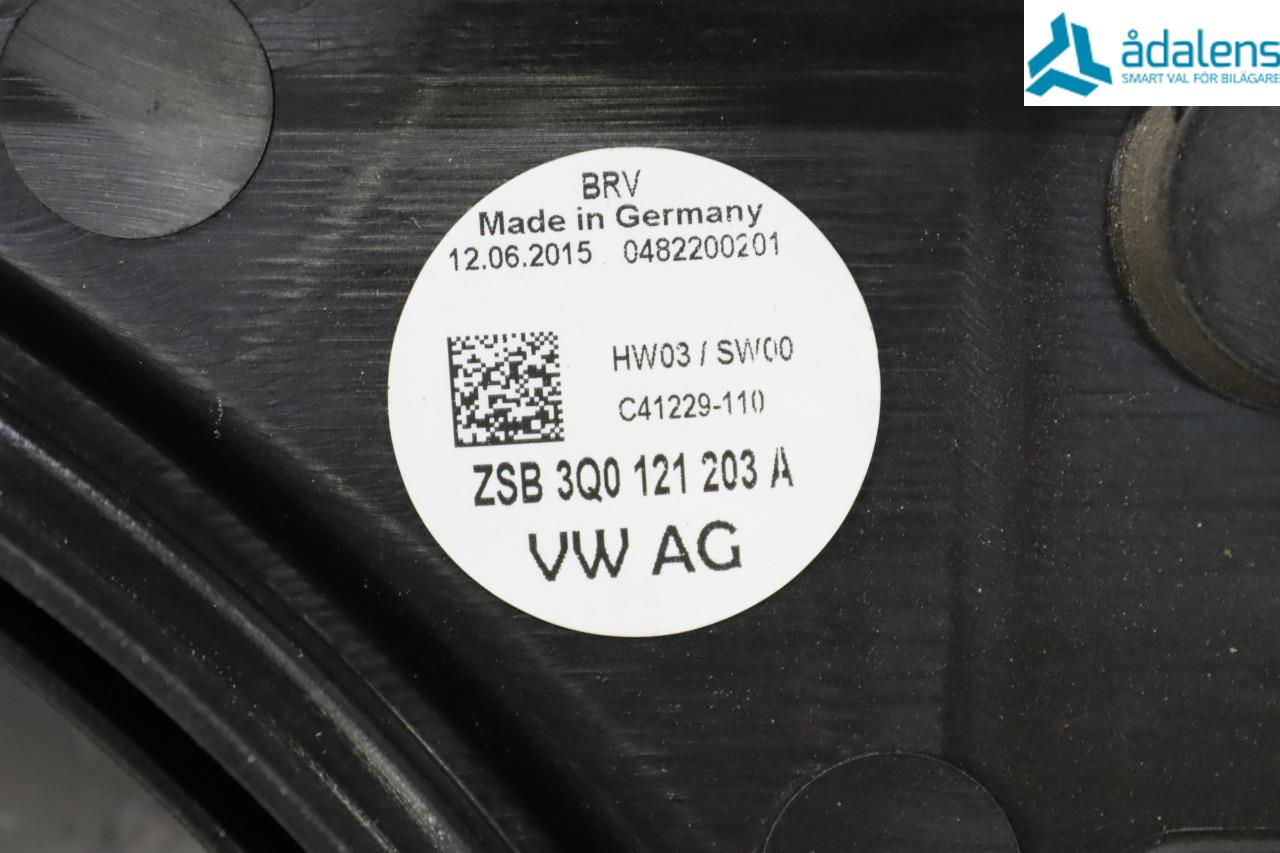 ådalens
SMART VAL FÖR BILÄGARE
BRV
Made in Germany
12.06.2015 0482200201
HW03 / SW00
C41229-110
ZSB 3Q0 121 203 A
VW AG